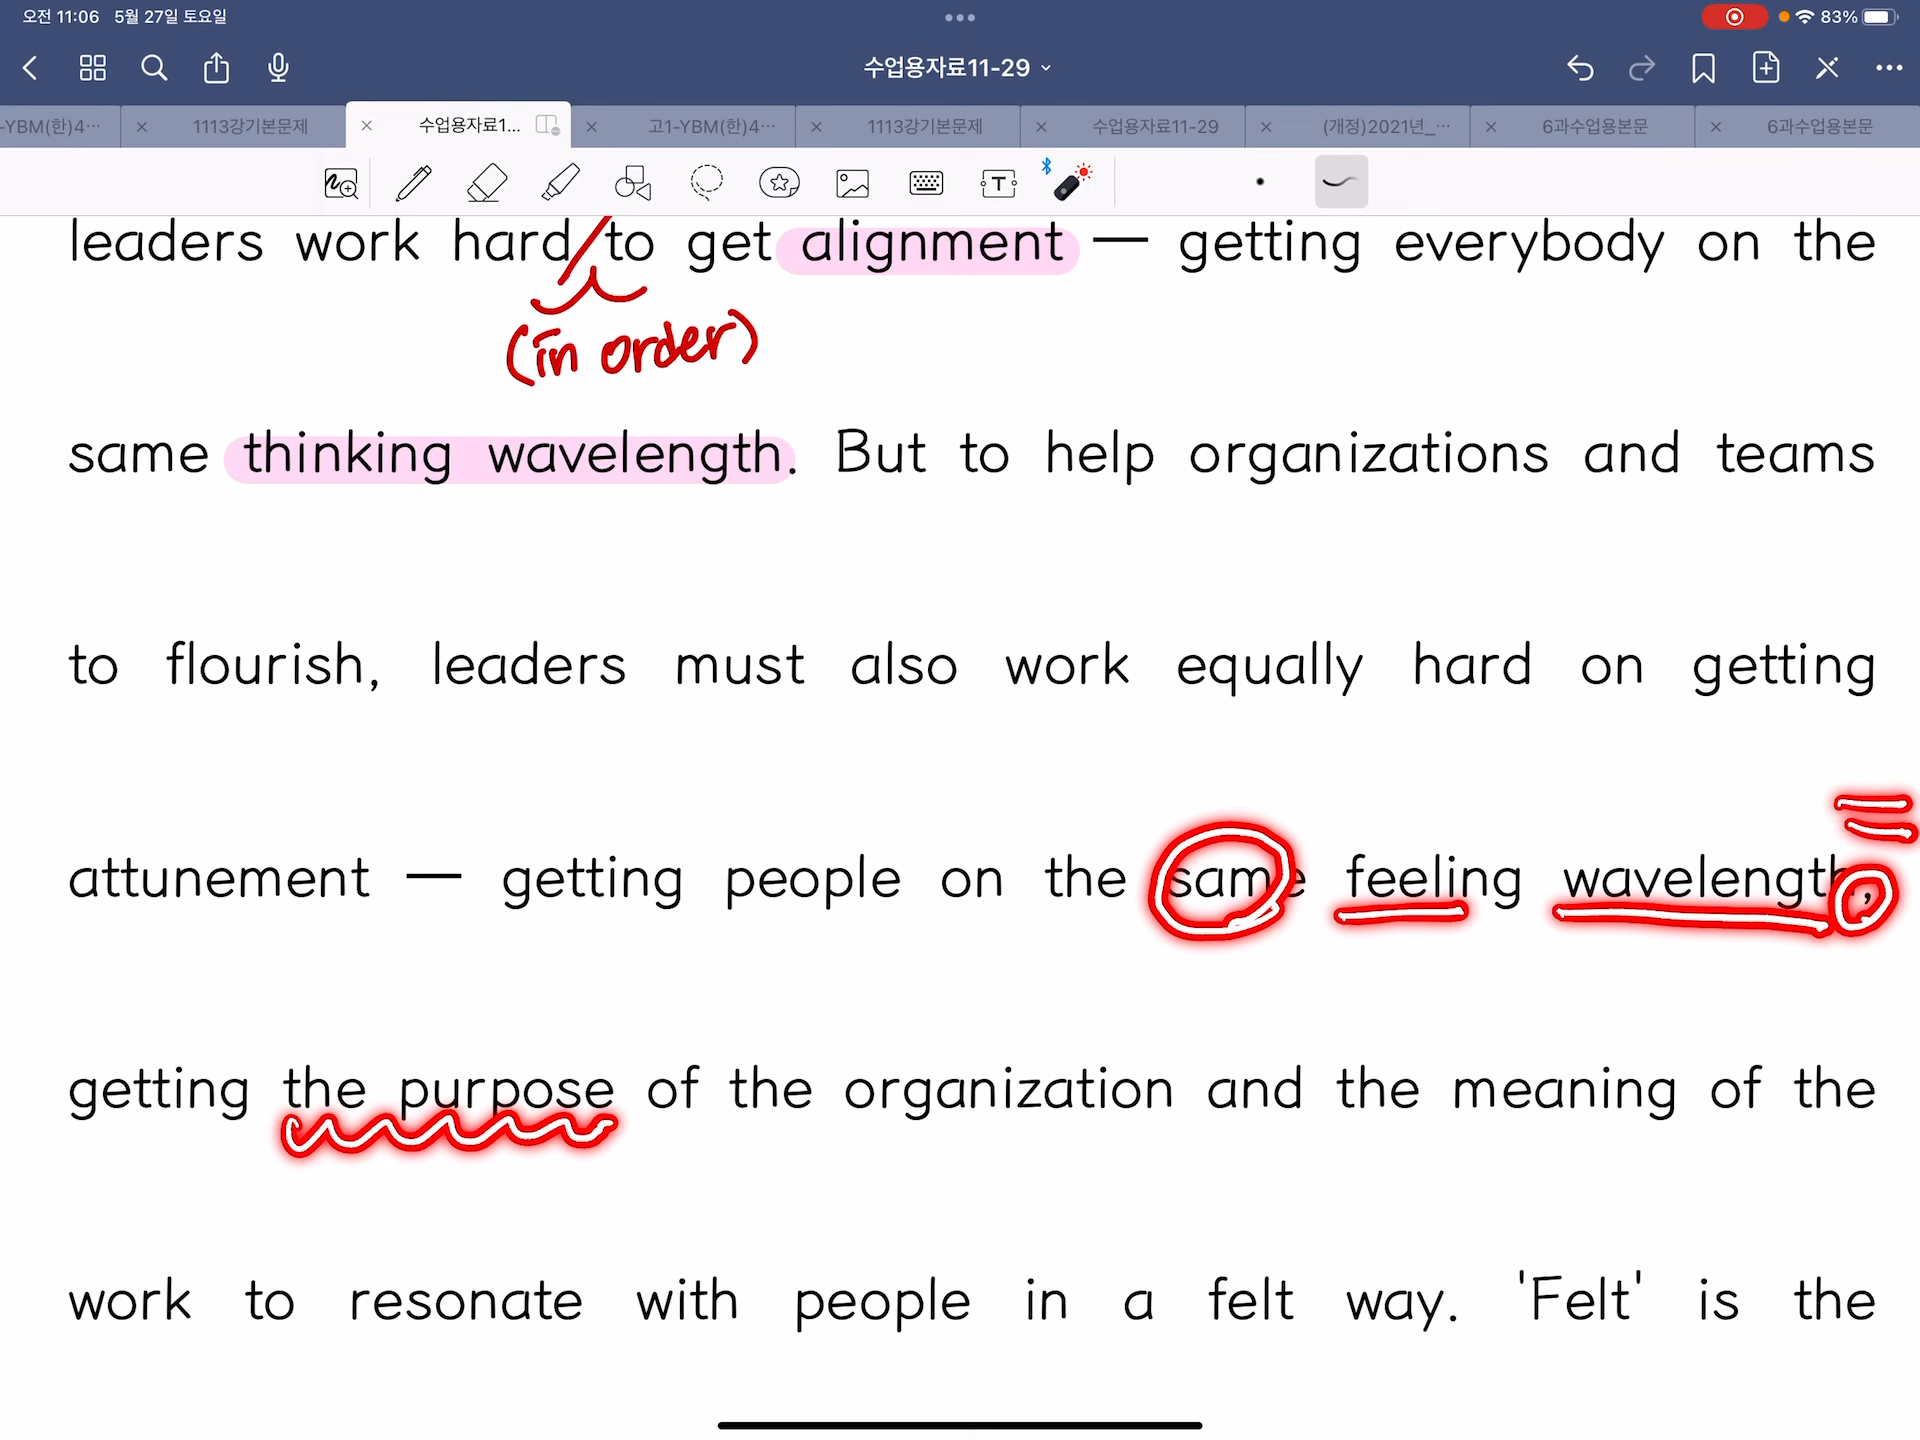 오전 11:06 5월 27일 토요일
83%
수업용자료11-29
-YBM(한)4…
1113강기본문제
수업용자료1...
고1-YBM(한)4…
1113강기본문제
수업용자료11-29
(개정)2021년_…
6과수업용본문
6과수업용본문
leaders work hard to get alignment — getting everybody on the
(in order)
same thinking wavelength. But to help organizations and teams
to flourish, leaders must also work equally hard on getting
attunement — getting people on the same feeling wavelength,
getting the purpose of the organization and the meaning of the
work to resonate with people in a felt way. 'Felt' is the